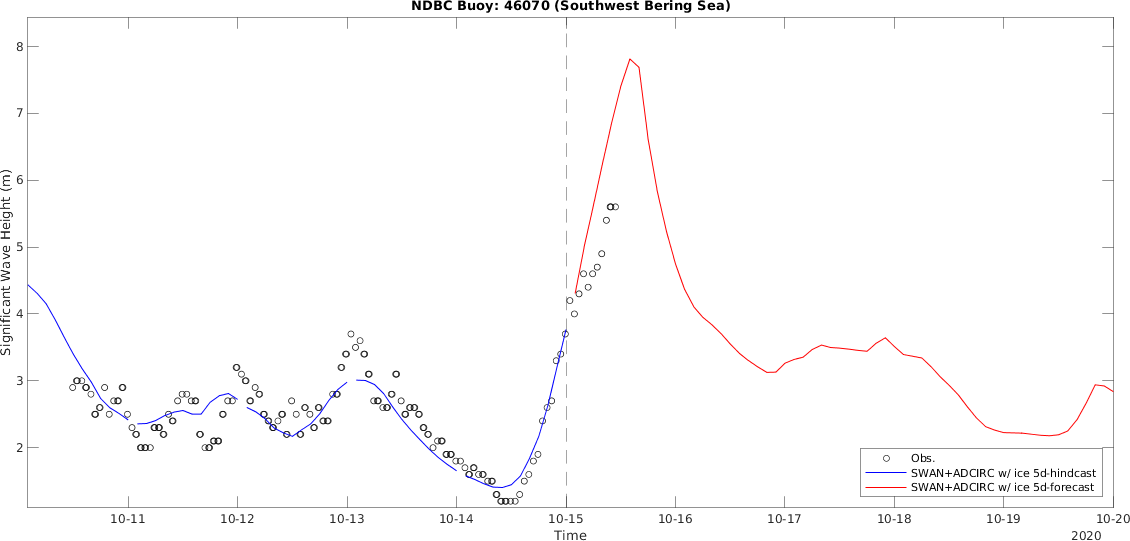 NDBC Buoy: 46070 (Southwest Bering Sea)
Significant Wave Height (m)
8
7
6
5
4
3
2
Obs.
SWAN+ADCIRC w/ ice 5d-hindcast
SWAN+ADCIRC w/ ice 5d-forecast
10-11 10-12 10-13 10-14 10-15 10-16 10-17 10-18 10-19 10-20
Time
2020